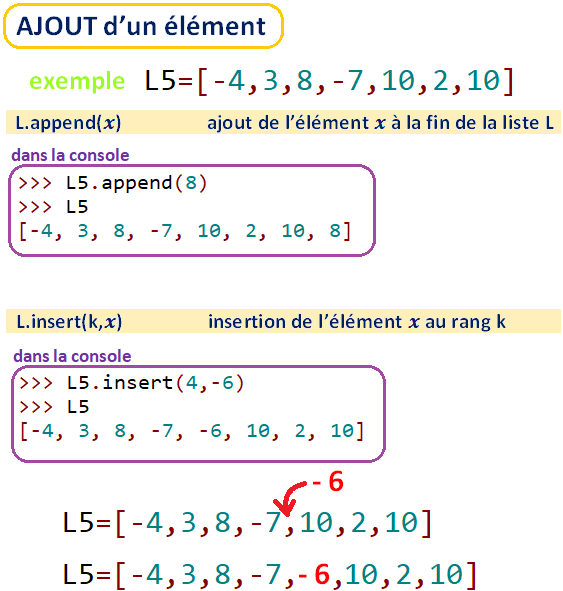 AJOUT d'un élément
exemple L5=[-4,3,8,-7,10,2,10]
L.append(x) ajout de l'élément x à la fin de la liste L
dans la console
>>> L5.append(8)
>>> L5
[-4, 3, 8, -7, 10, 2, 10, 8]
L.insert(k,x) insertion de l'élément x au rang k
dans la console
>>> L5.insert(4,-6)
>>> L5
[-4, 3, 8, -7, -6, 10, 2, 10]
- 6
L5=[-4,3,8,-7,10,2,10]
L5=[-4,3,8,-7,- 6,10,2,10]